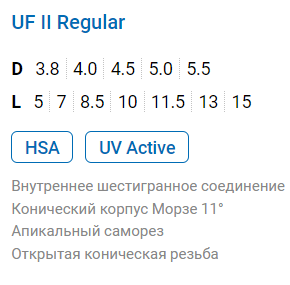 UF II Regular
D 3.8 4.0 4.5 5.0 5.5
L 5 7 8.5 10 11.5 13 15
HSA UV Active
Внутреннее шестигранное соединение
Конический корпус Морзе 11°
Апикальный саморез
Открытая коническая резьба